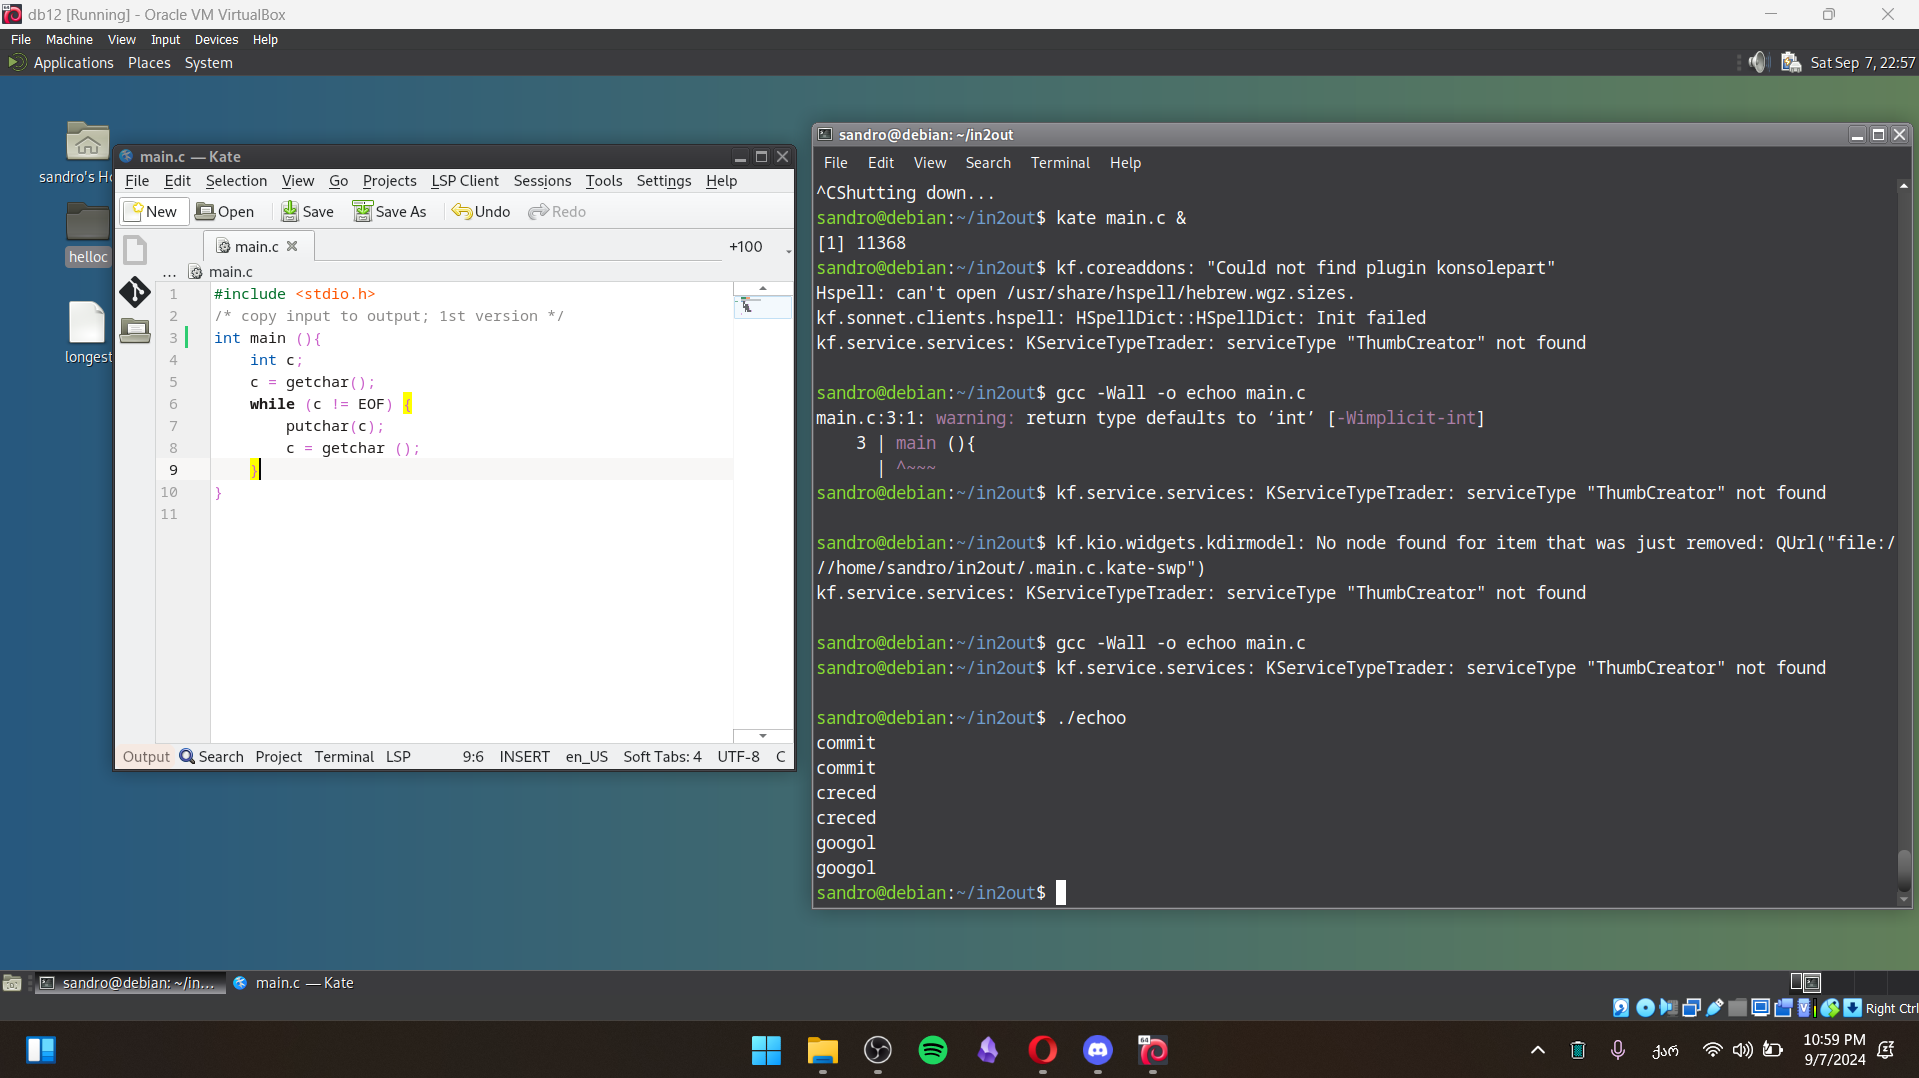 db12 [Running] - Oracle VM VirtualBox
File Machine View Input Devices Help
Applications Places System
Sat Sep 7, 22:57
sandro's Ho
helloc
longest
main.c — Kate
File Edit Selection View Go Projects LSP Client Sessions Tools Settings Help
New Open Save Save As Undo Redo
main.c
+100
... main.c
1 #include <stdio.h>
2 /* copy input to output; 1st version */
3 int main (){
4     int c;
5     c = getchar();
6     while (c != EOF) {
7         putchar(c);
8         c = getchar ();
9     }
10 }
11
Output Search Project Terminal LSP 9:6 INSERT en_US Soft Tabs: 4 UTF-8 C
sandro@debian: ~/in2out
File Edit View Search Terminal Help
^CShutting down...
sandro@debian:~/in2out$ kate main.c &
[1] 11368
sandro@debian:~/in2out$ kf.coreaddons: "Could not find plugin konsolepart"
Hspell: can't open /usr/share/hspell/hebrew.wgz.sizes.
kf.sonnet.clients.hspell: HSpellDict::HSpellDict: Init failed
kf.service.services: KServiceTypeTrader: serviceType "ThumbCreator" not found
sandro@debian:~/in2out$ gcc -Wall -o echoo main.c
main.c:3:1: warning: return type defaults to ‘int’ [-Wimplicit-int]
    3 | main (){
      | ^~~~
sandro@debian:~/in2out$ kf.service.services: KServiceTypeTrader: serviceType "ThumbCreator" not found
sandro@debian:~/in2out$ kf.kio.widgets.kdirmodel: No node found for item that was just removed: QUrl("file:/
//home/sandro/in2out/.main.c.kate-swp")
kf.service.services: KServiceTypeTrader: serviceType "ThumbCreator" not found
sandro@debian:~/in2out$ gcc -Wall -o echoo main.c
sandro@debian:~/in2out$ kf.service.services: KServiceTypeTrader: serviceType "ThumbCreator" not found
sandro@debian:~/in2out$ ./echoo
commit
commit
creced
creced
googol
googol
sandro@debian:~/in2out$
sandro@debian: ~/in... main.c — Kate
Right Ctrl
64
ქარ
10:59 PM
9/7/2024